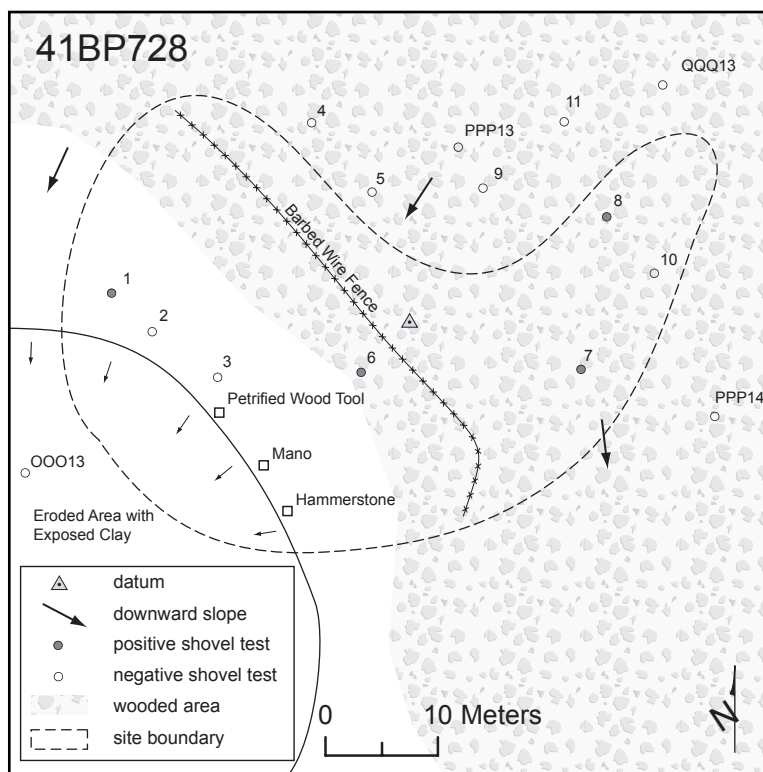 41BP728
QQQ13
4
11
PPP13
5
9
8
Barbed Wire Fence
10
1
2
3
6
7
Petrified Wood Tool
PPP14
Mano
OOO13
Hammerstone
Eroded Area with
Exposed Clay
datum
downward slope
positive shovel test
negative shovel test
wooded area
site boundary
0 10 Meters
N